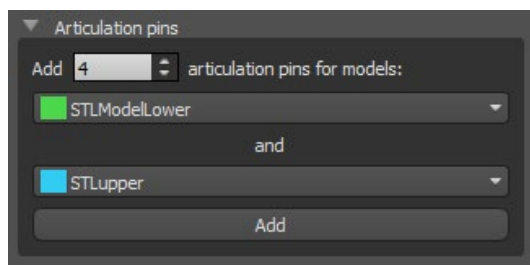 Articulation pins
Add 4 articulation pins for models:
STLModelLower
and
STLupper
Add